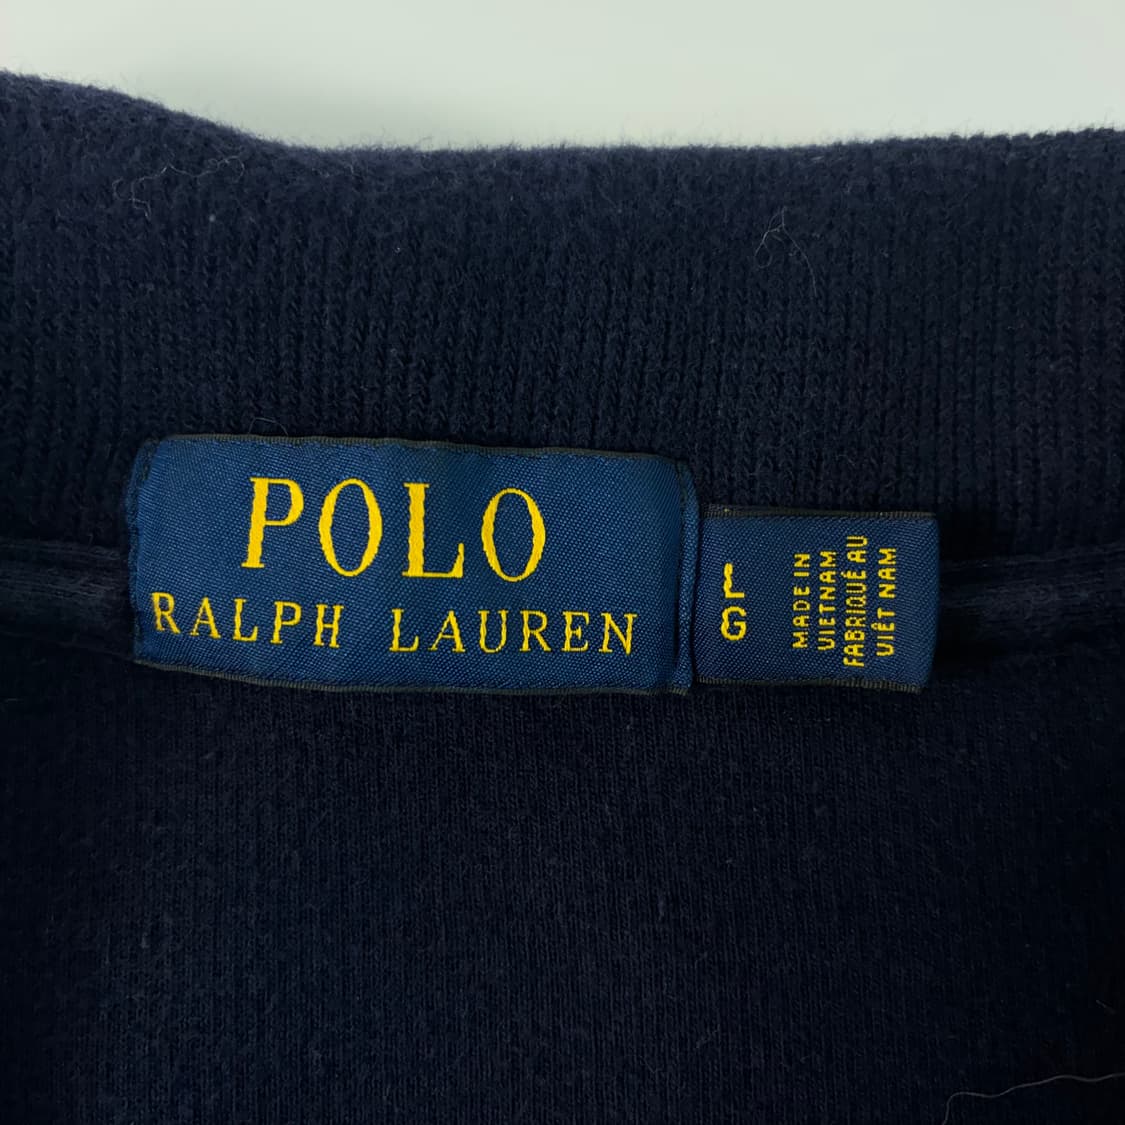 POLO
RALPH LAUREN
L
G
MADE IN
VIETNAM
FABRIQUÉ AU
VIÊT NAM